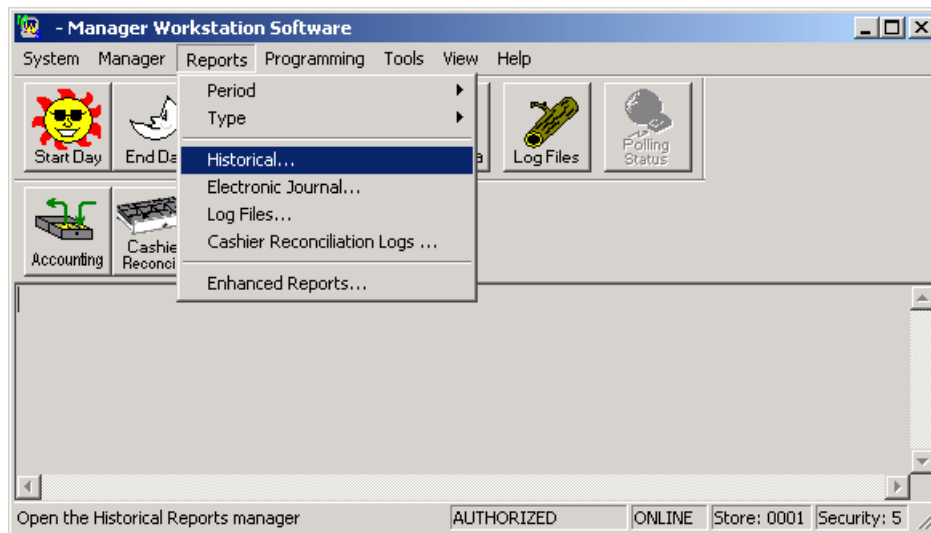 - Manager Workstation Software
System Manager Reports Programming Tools View Help
Period
Type
Historical...
Electronic Journal...
Log Files...
Cashier Reconciliation Logs ...
Enhanced Reports...
Start Day
End
Log Files
Polling
Status
Accounting
Open the Historical Reports manager AUTHORIZED ONLINE Store: 0001 Security: 5